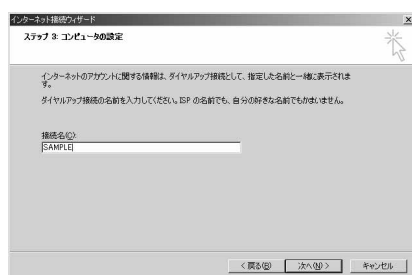 インターネット接続ウィザード
ステップ 3: コンピュータの設定
インターネットのアカウントに関する情報は、ダイヤルアップ接続として、指定した名前と一緒に表示されま
す。
ダイヤルアップ接続の名前を入力してください。ISP の名前でも、自分の好きな名前でもかまいません。
接続名(C):
SAMPLE
< 戻る(B)
次へ(N) >
キャンセル